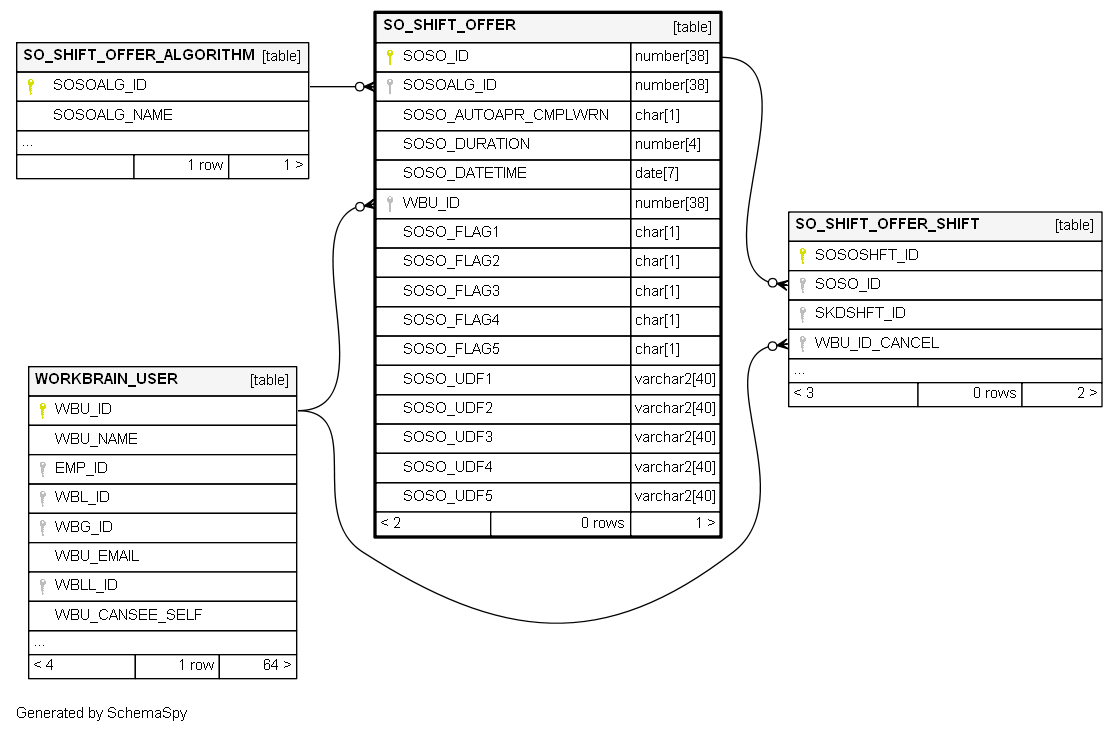 SO_SHIFT_OFFER_ALGORITHM [table]
SOSOALG_ID
SOSOALG_NAME
...
1 row 1 >
SO_SHIFT_OFFER [table]
SOSO_ID number[38]
SOSOALG_ID number[38]
SOSO_AUTOAPR_CMPLWRN char[1]
SOSO_DURATION number[4]
SOSO_DATETIME date[7]
WBU_ID number[38]
SOSO_FLAG1 char[1]
SOSO_FLAG2 char[1]
SOSO_FLAG3 char[1]
SOSO_FLAG4 char[1]
SOSO_FLAG5 char[1]
SOSO_UDF1 varchar2[40]
SOSO_UDF2 varchar2[40]
SOSO_UDF3 varchar2[40]
SOSO_UDF4 varchar2[40]
SOSO_UDF5 varchar2[40]
< 2 0 rows 1 >
SO_SHIFT_OFFER_SHIFT [table]
SOSOSHFT_ID
SOSO_ID
SKDSHFT_ID
WBU_ID_CANCEL
...
< 3 0 rows 2 >
WORKBRAIN_USER [table]
WBU_ID
WBU_NAME
EMP_ID
WBL_ID
WBG_ID
WBU_EMAIL
WBLL_ID
WBU_CANSEE_SELF
...
< 4 1 row 64 >
Generated by SchemaSpy